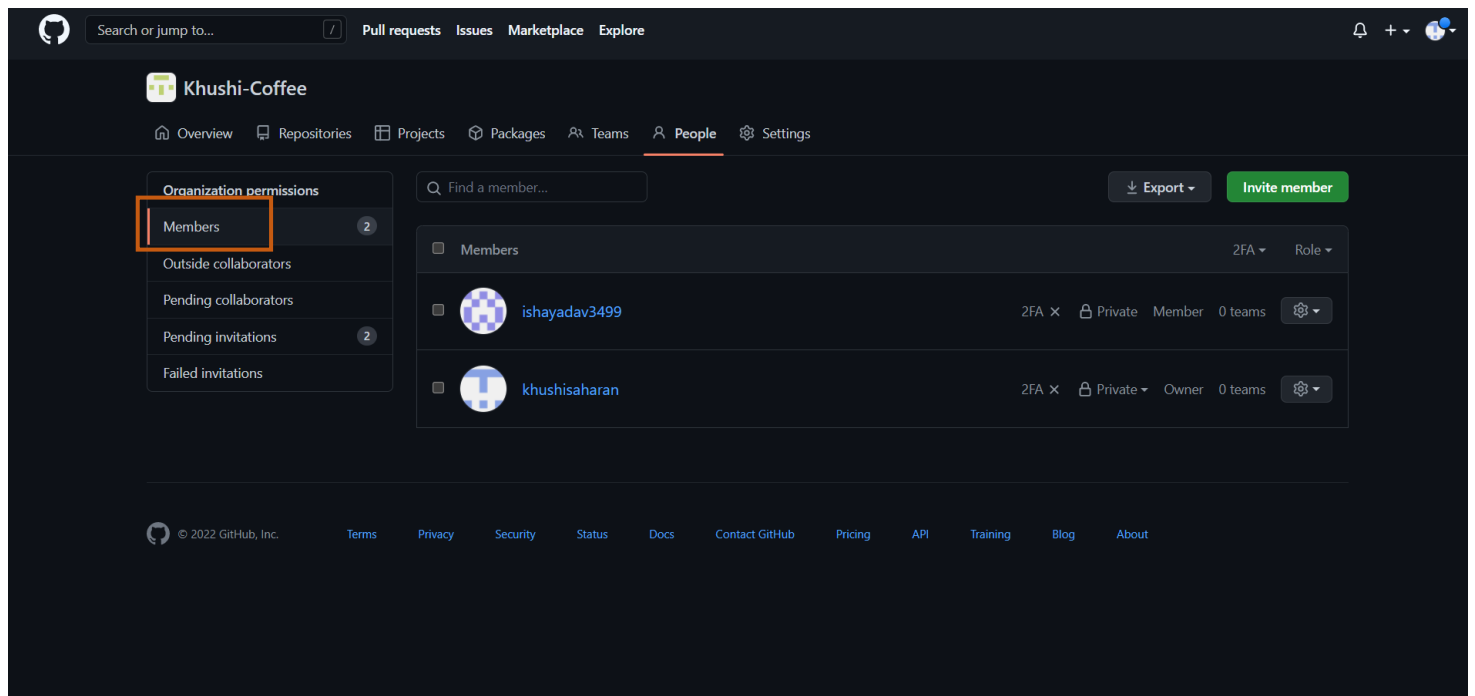 Search or jump to... / Pull requests Issues Marketplace Explore
Khushi-Coffee
Overview Repositories Projects Packages Teams People Settings
Organization permissions
Members 2
Outside collaborators
Pending collaborators
Pending invitations 2
Failed invitations
Find a member... Export Invite member
Members 2FA Role
ishayadav3499 2FA Private Member 0 teams
khushisaharan 2FA Private Owner 0 teams
© 2022 GitHub, Inc. Terms Privacy Security Status Docs Contact GitHub Pricing API Training Blog About